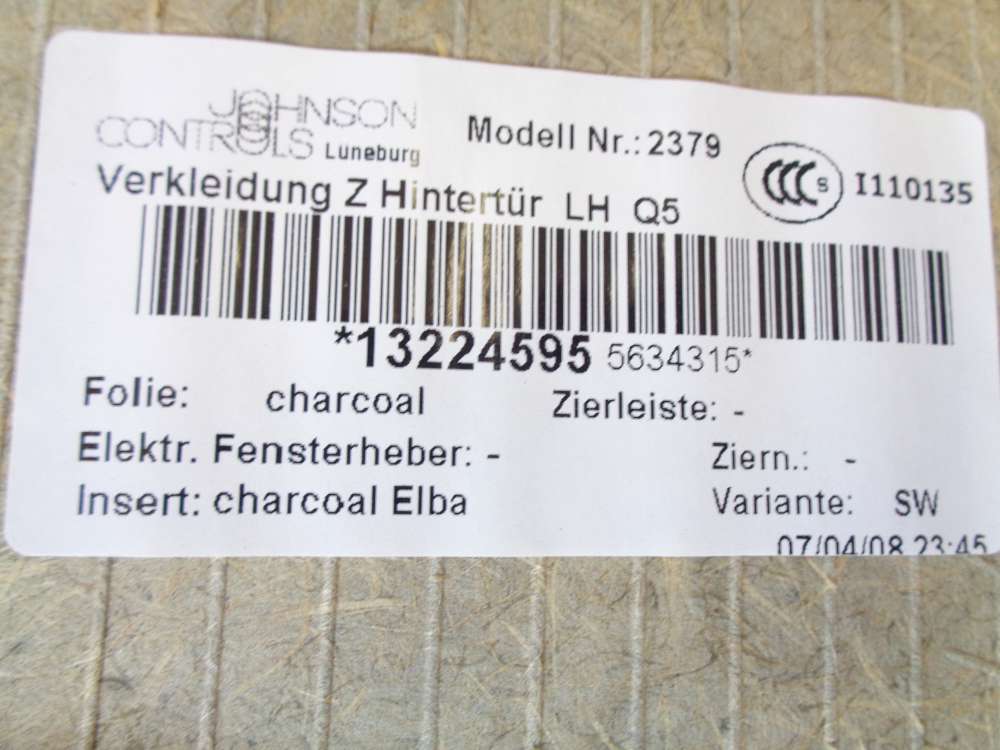 JOHNSON
CONTROLS Luneburg
Modell Nr.: 2379
CCC S I110135
Verkleidung Z Hintertür LH Q5
*13224595 5634315*
Folie: charcoal Zierleiste: -
Elektr. Fensterheber: - Ziern.: -
Insert: charcoal Elba Variante: SW
07/04/08 23:45